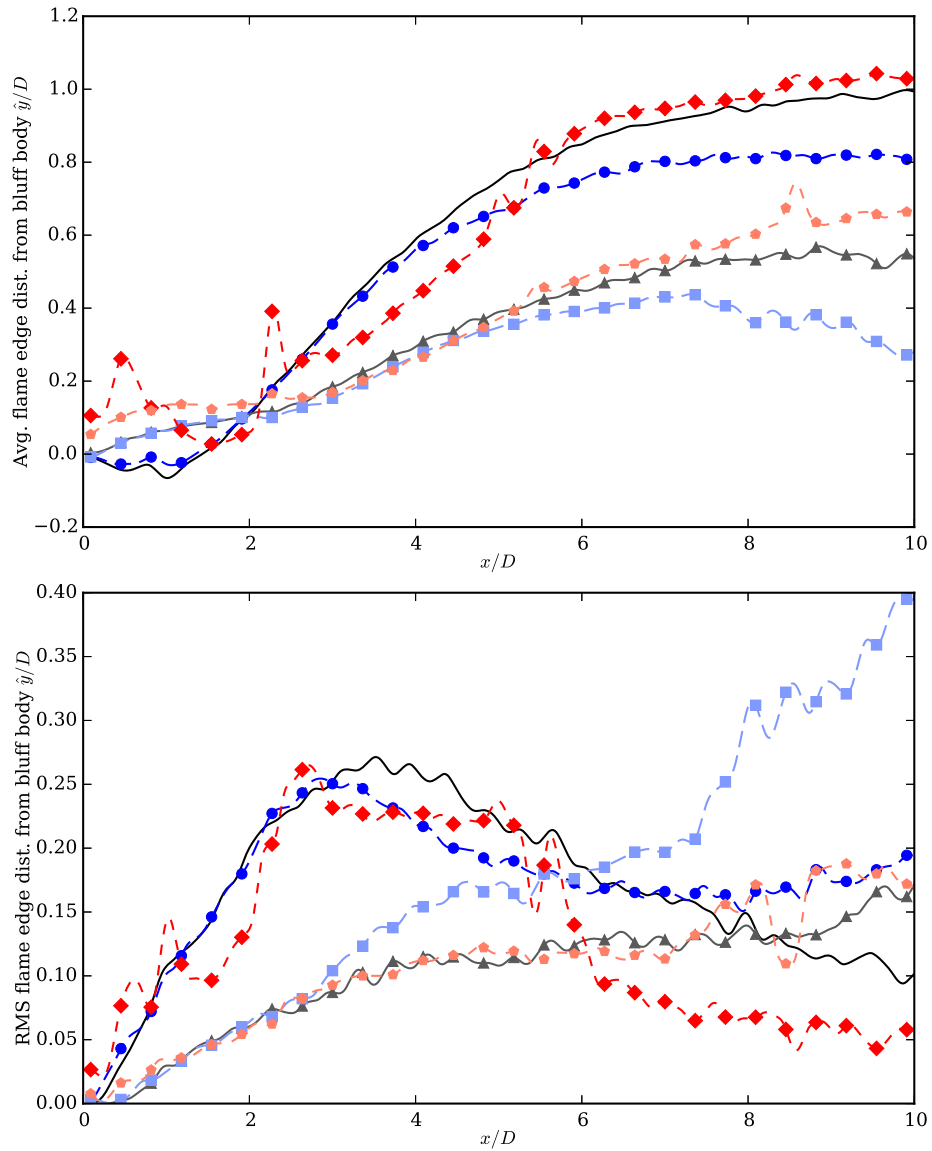 1.2
1.0
0.8
0.6
0.4
0.2
0.0
−0.2
Avg. flame edge dist. from bluff body ŷ/D
0 2 4 6 8 10
x/D
0.40
0.35
0.30
0.25
0.20
0.15
0.10
0.05
0.00
RMS flame edge dist. from bluff body ŷ/D
0 2 4 6 8 10
x/D